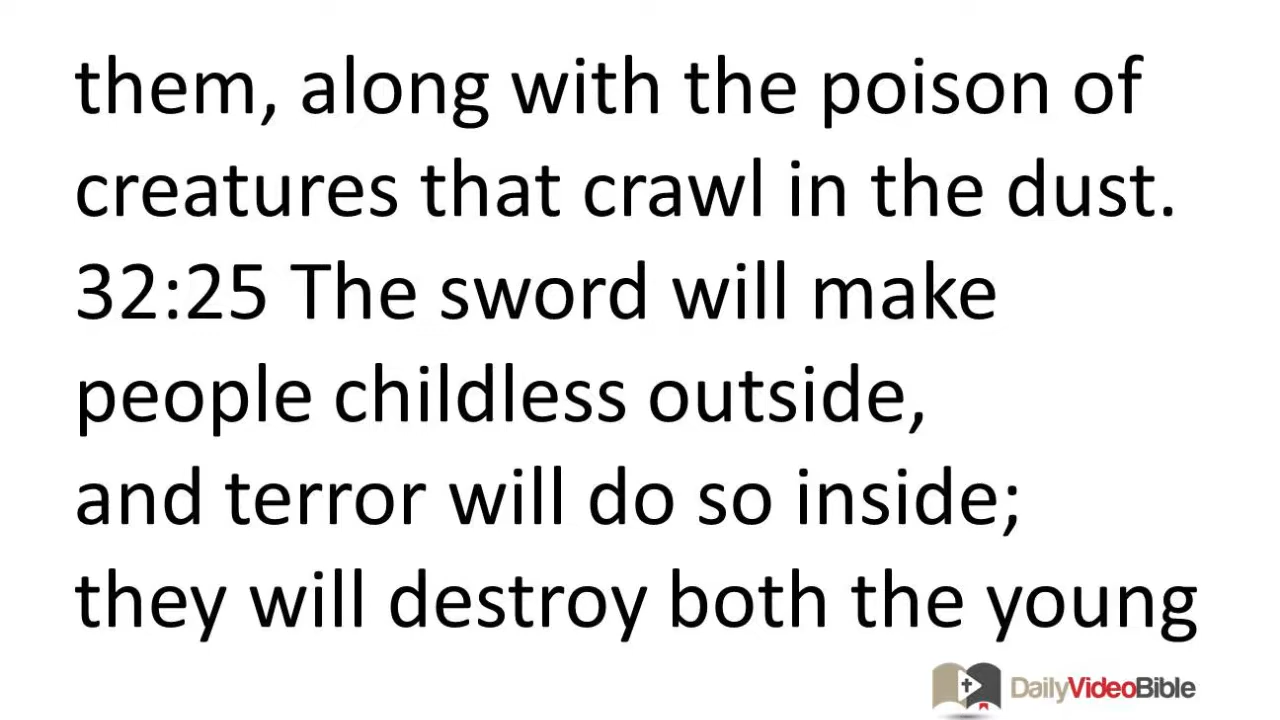 them, along with the poison of
creatures that crawl in the dust.
32:25 The sword will make
people childless outside,
and terror will do so inside;
they will destroy both the young
DailyVideoBible